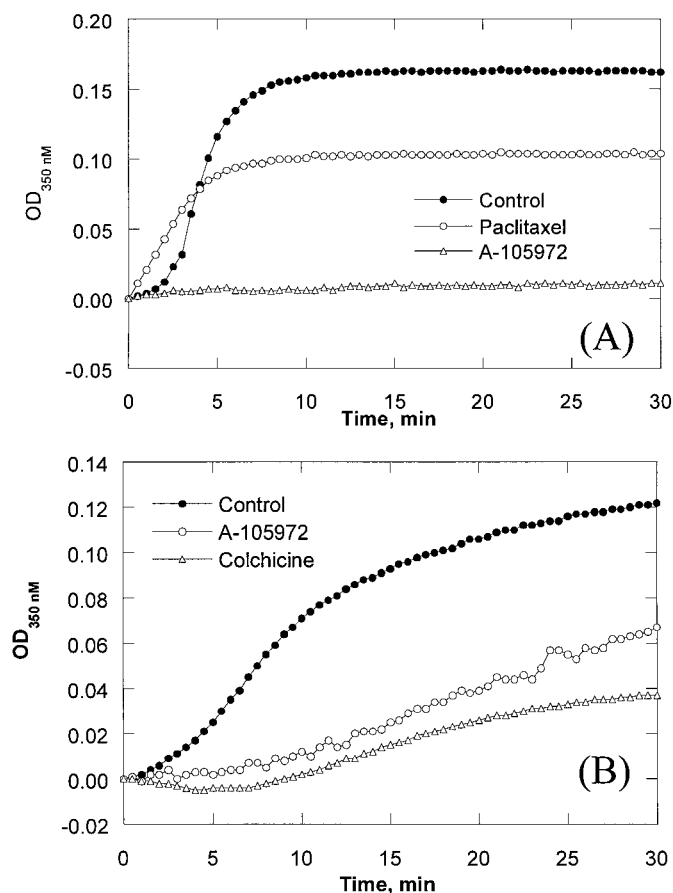 0.20
0.15
0.10
0.05
0.00
-0.05
OD350 nM
Control
Paclitaxel
A-105972
(A)
0 5 10 15 20 25 30
Time, min
0.14
0.12
0.10
0.08
0.06
0.04
0.02
0.00
-0.02
OD350 nM
Control
A-105972
Colchicine
(B)
0 5 10 15 20 25 30
Time, min